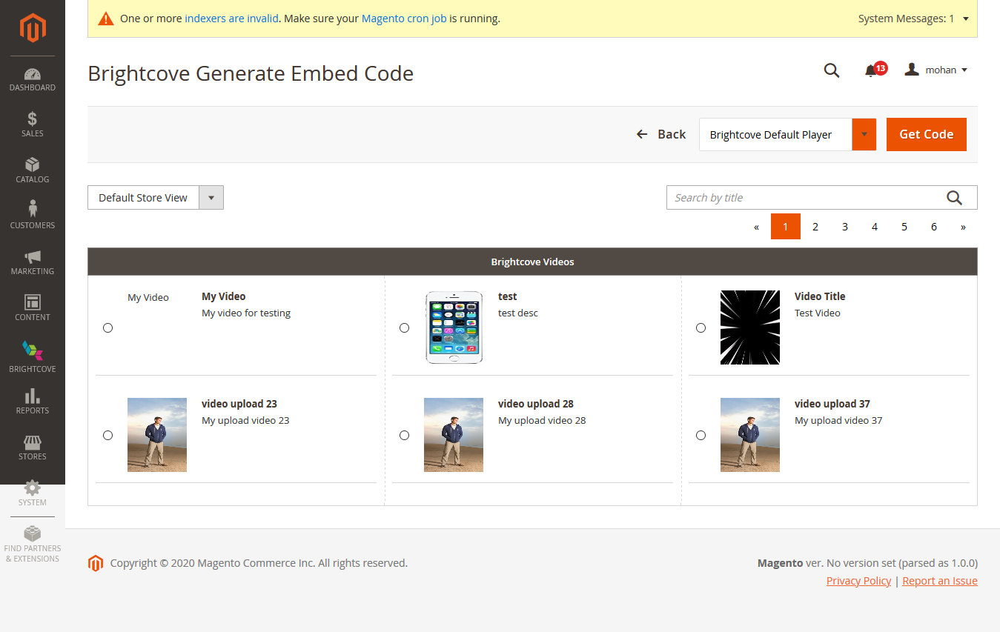 One or more indexers are invalid. Make sure your Magento cron job is running.
System Messages: 1
Brightcove Generate Embed Code
13
mohan
DASHBOARD
SALES
CATALOG
CUSTOMERS
MARKETING
CONTENT
BRIGHTCOVE
REPORTS
STORES
SYSTEM
FIND PARTNERS
& EXTENSIONS
Back
Brightcove Default Player
Get Code
Default Store View
Search by title
« 1 2 3 4 5 6 »
Brightcove Videos
My Video
My Video
My video for testing
test
test desc
Video Title
Test Video
video upload 23
My upload video 23
video upload 28
My upload video 28
video upload 37
My upload video 37
Copyright © 2020 Magento Commerce Inc. All rights reserved.
Magento ver. No version set (parsed as 1.0.0)
Privacy Policy | Report an Issue